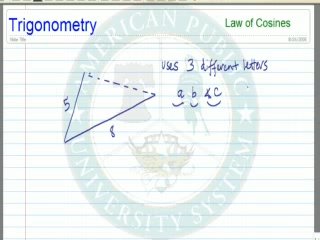 Trigonometry
Law of Cosines
uses 3 different letters
a b & c
5
8
AMERICAN PUBLIC
UNIVERSITY SYSTEM